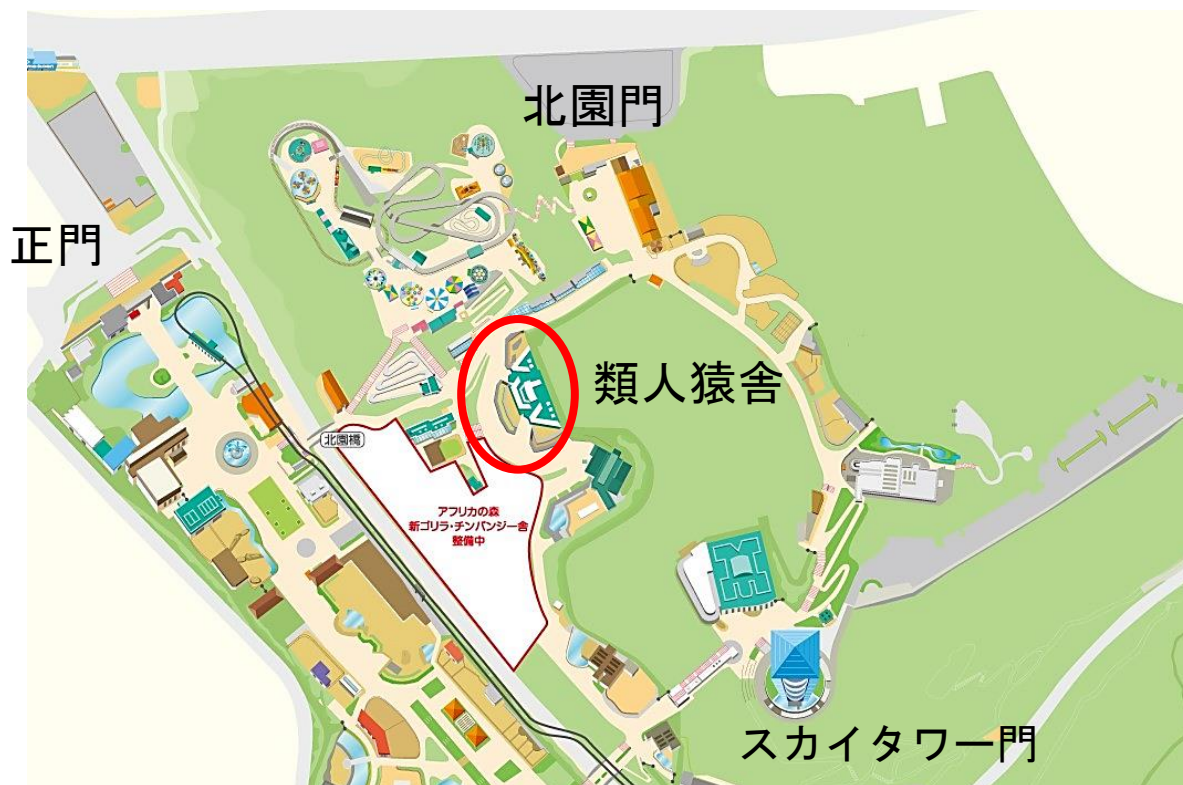 北園門
正門
類人猿舎
北園橋
アフリカの森
新ゴリラ・チンパンジー舎
整備中
スカイタワー門